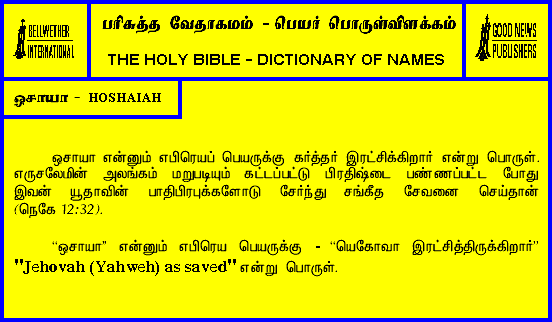 BELLWETHER
INTERNATIONAL
பரிசுத்த வேதாகமம் - பெயர் பொருள்விளக்கம்
THE HOLY BIBLE - DICTIONARY OF NAMES
GOOD NEWS
PUBLISHERS
ஓசாயா - HOSHAIAH
ஓசாயா என்னும் எபிரெயப் பெயருக்கு கர்த்தர் இரட்சிக்கிறார் என்று பொருள்.
எருசலேமின் அலங்கம் மறுபடியும் கட்டப்பட்டு பிரதிஷ்டை பண்ணப்பட்ட போது
இவன் யூதாவின் பாதிபிரபுக்களோடு சேர்ந்து சங்கீத சேவனை செய்தான்
(நெகே 12:32).
“ஓசாயா” என்னும் எபிரெய பெயருக்கு - “யெகோவா இரட்சித்திருக்கிறார்”
"Jehovah (Yahweh) as saved" என்று பொருள்.